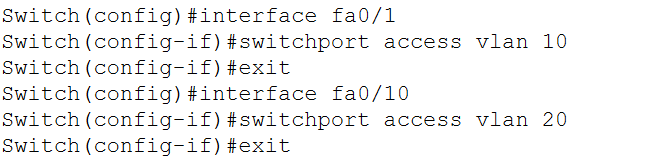 Switch(config)#interface fa0/1
Switch(config-if)#switchport access vlan 10
Switch(config-if)#exit
Switch(config)#interface fa0/10
Switch(config-if)#switchport access vlan 20
Switch(config-if)#exit